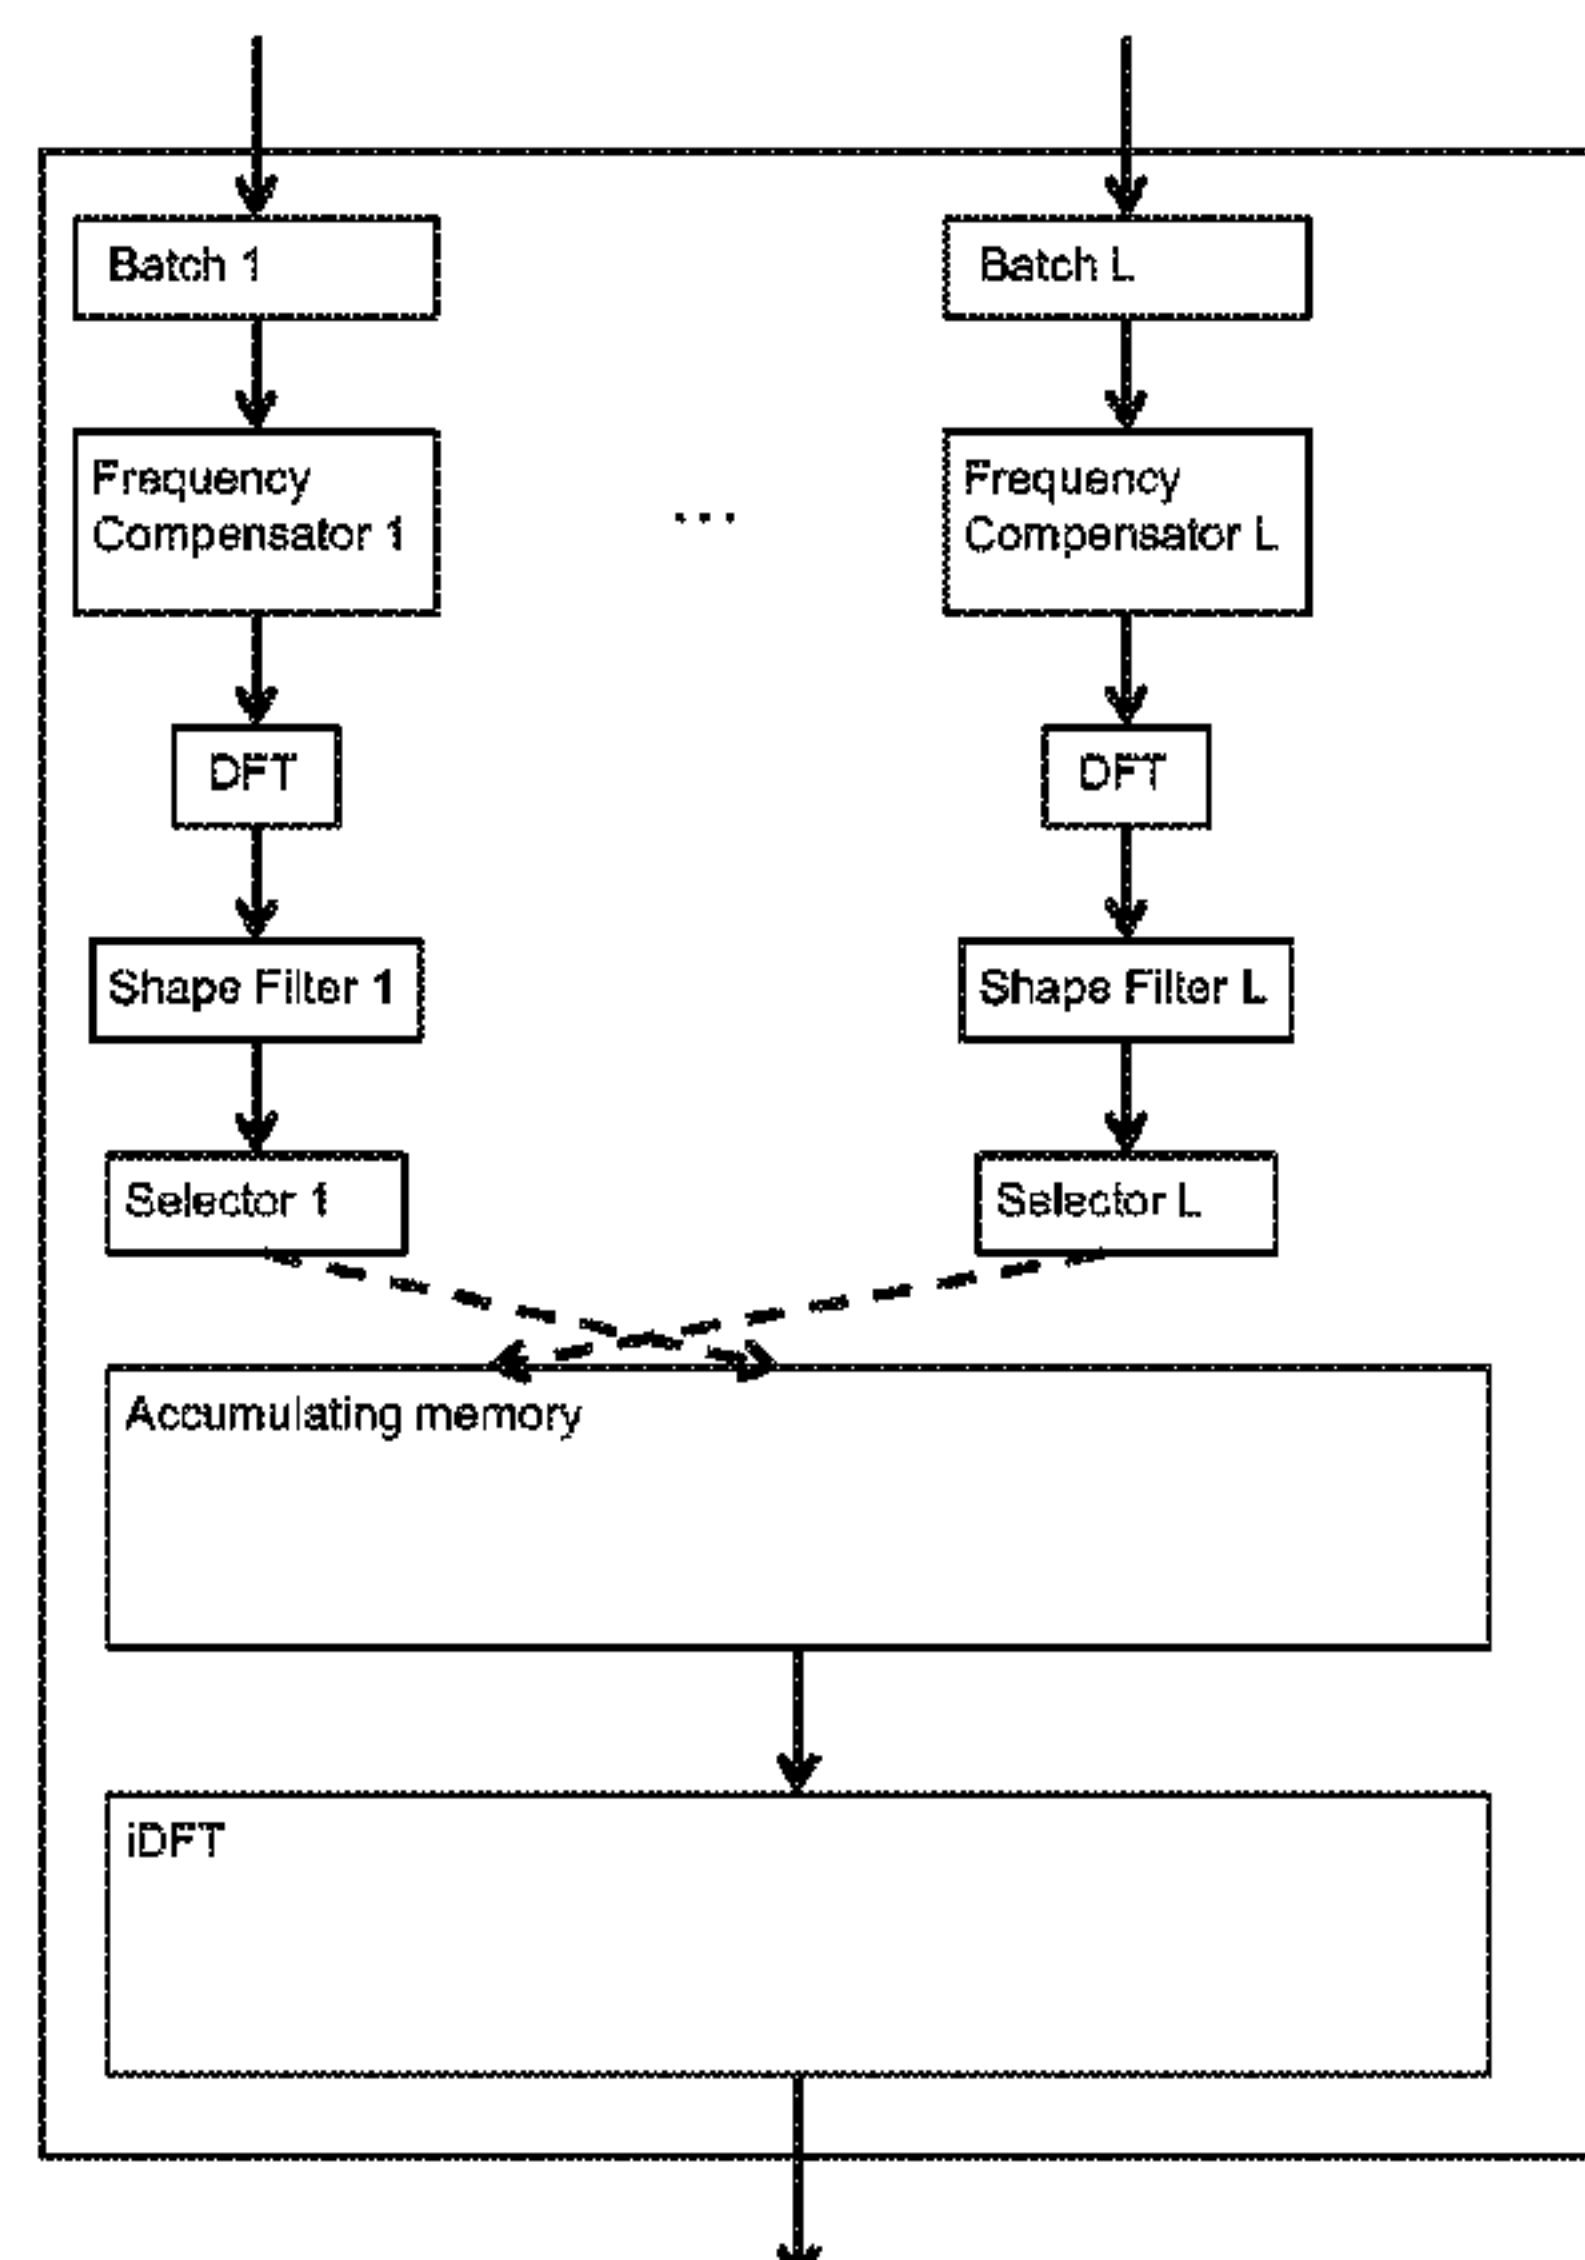 Batch 1
Batch L
Frequency
Compensator 1
...
Frequency
Compensator L
DFT
DFT
Shape Filter 1
Shape Filter L
Selector 1
Selector L
Accumulating memory
iDFT